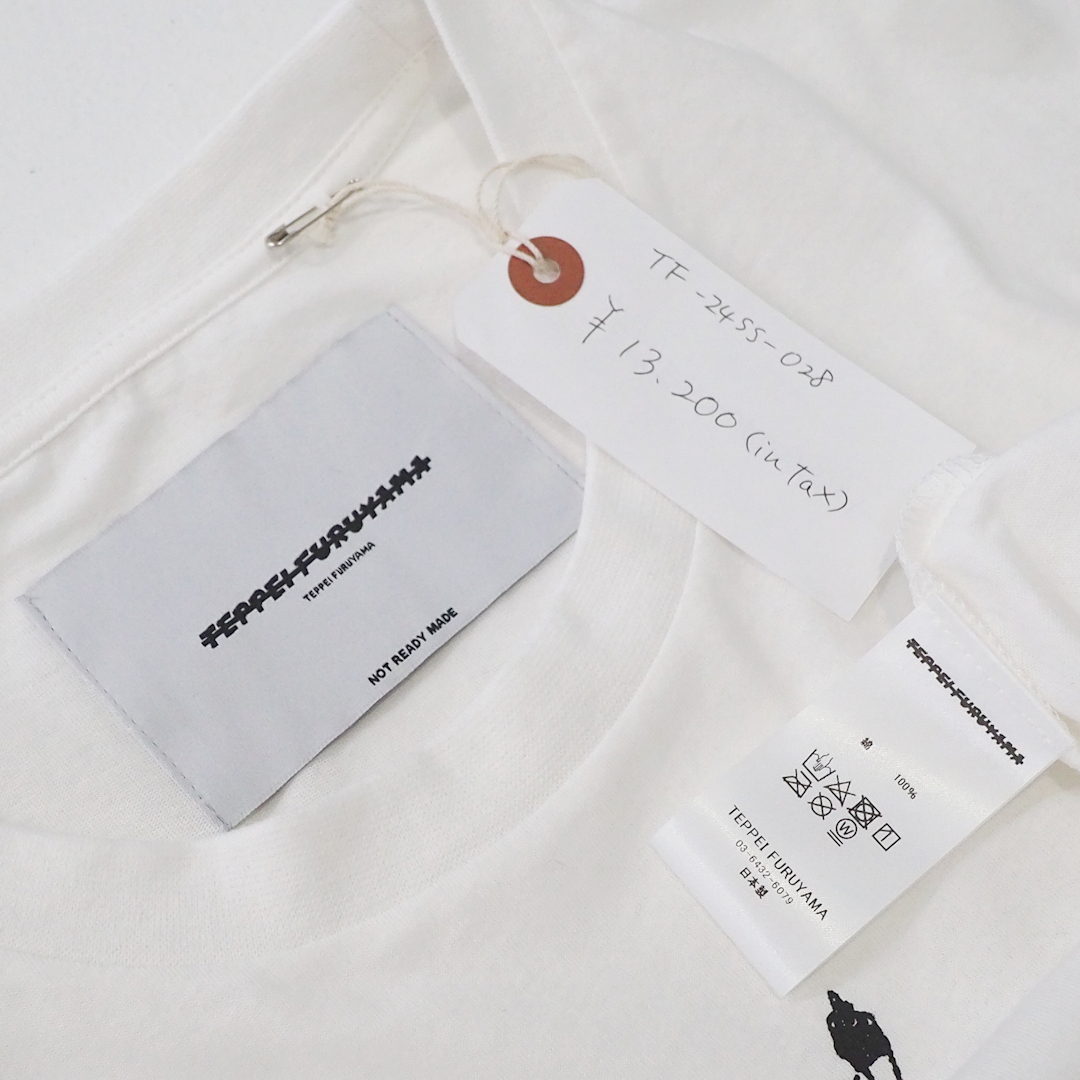 TF-24SS-028
¥13,200 (in tax)
TEPPEI FURUYAMA
TEPPEI FURUYAMA
NOT READY MADE
TEPPEI FURUYAMA
綿 100%
W
TEPPEI FURUYAMA
03-6432-6079
日本製